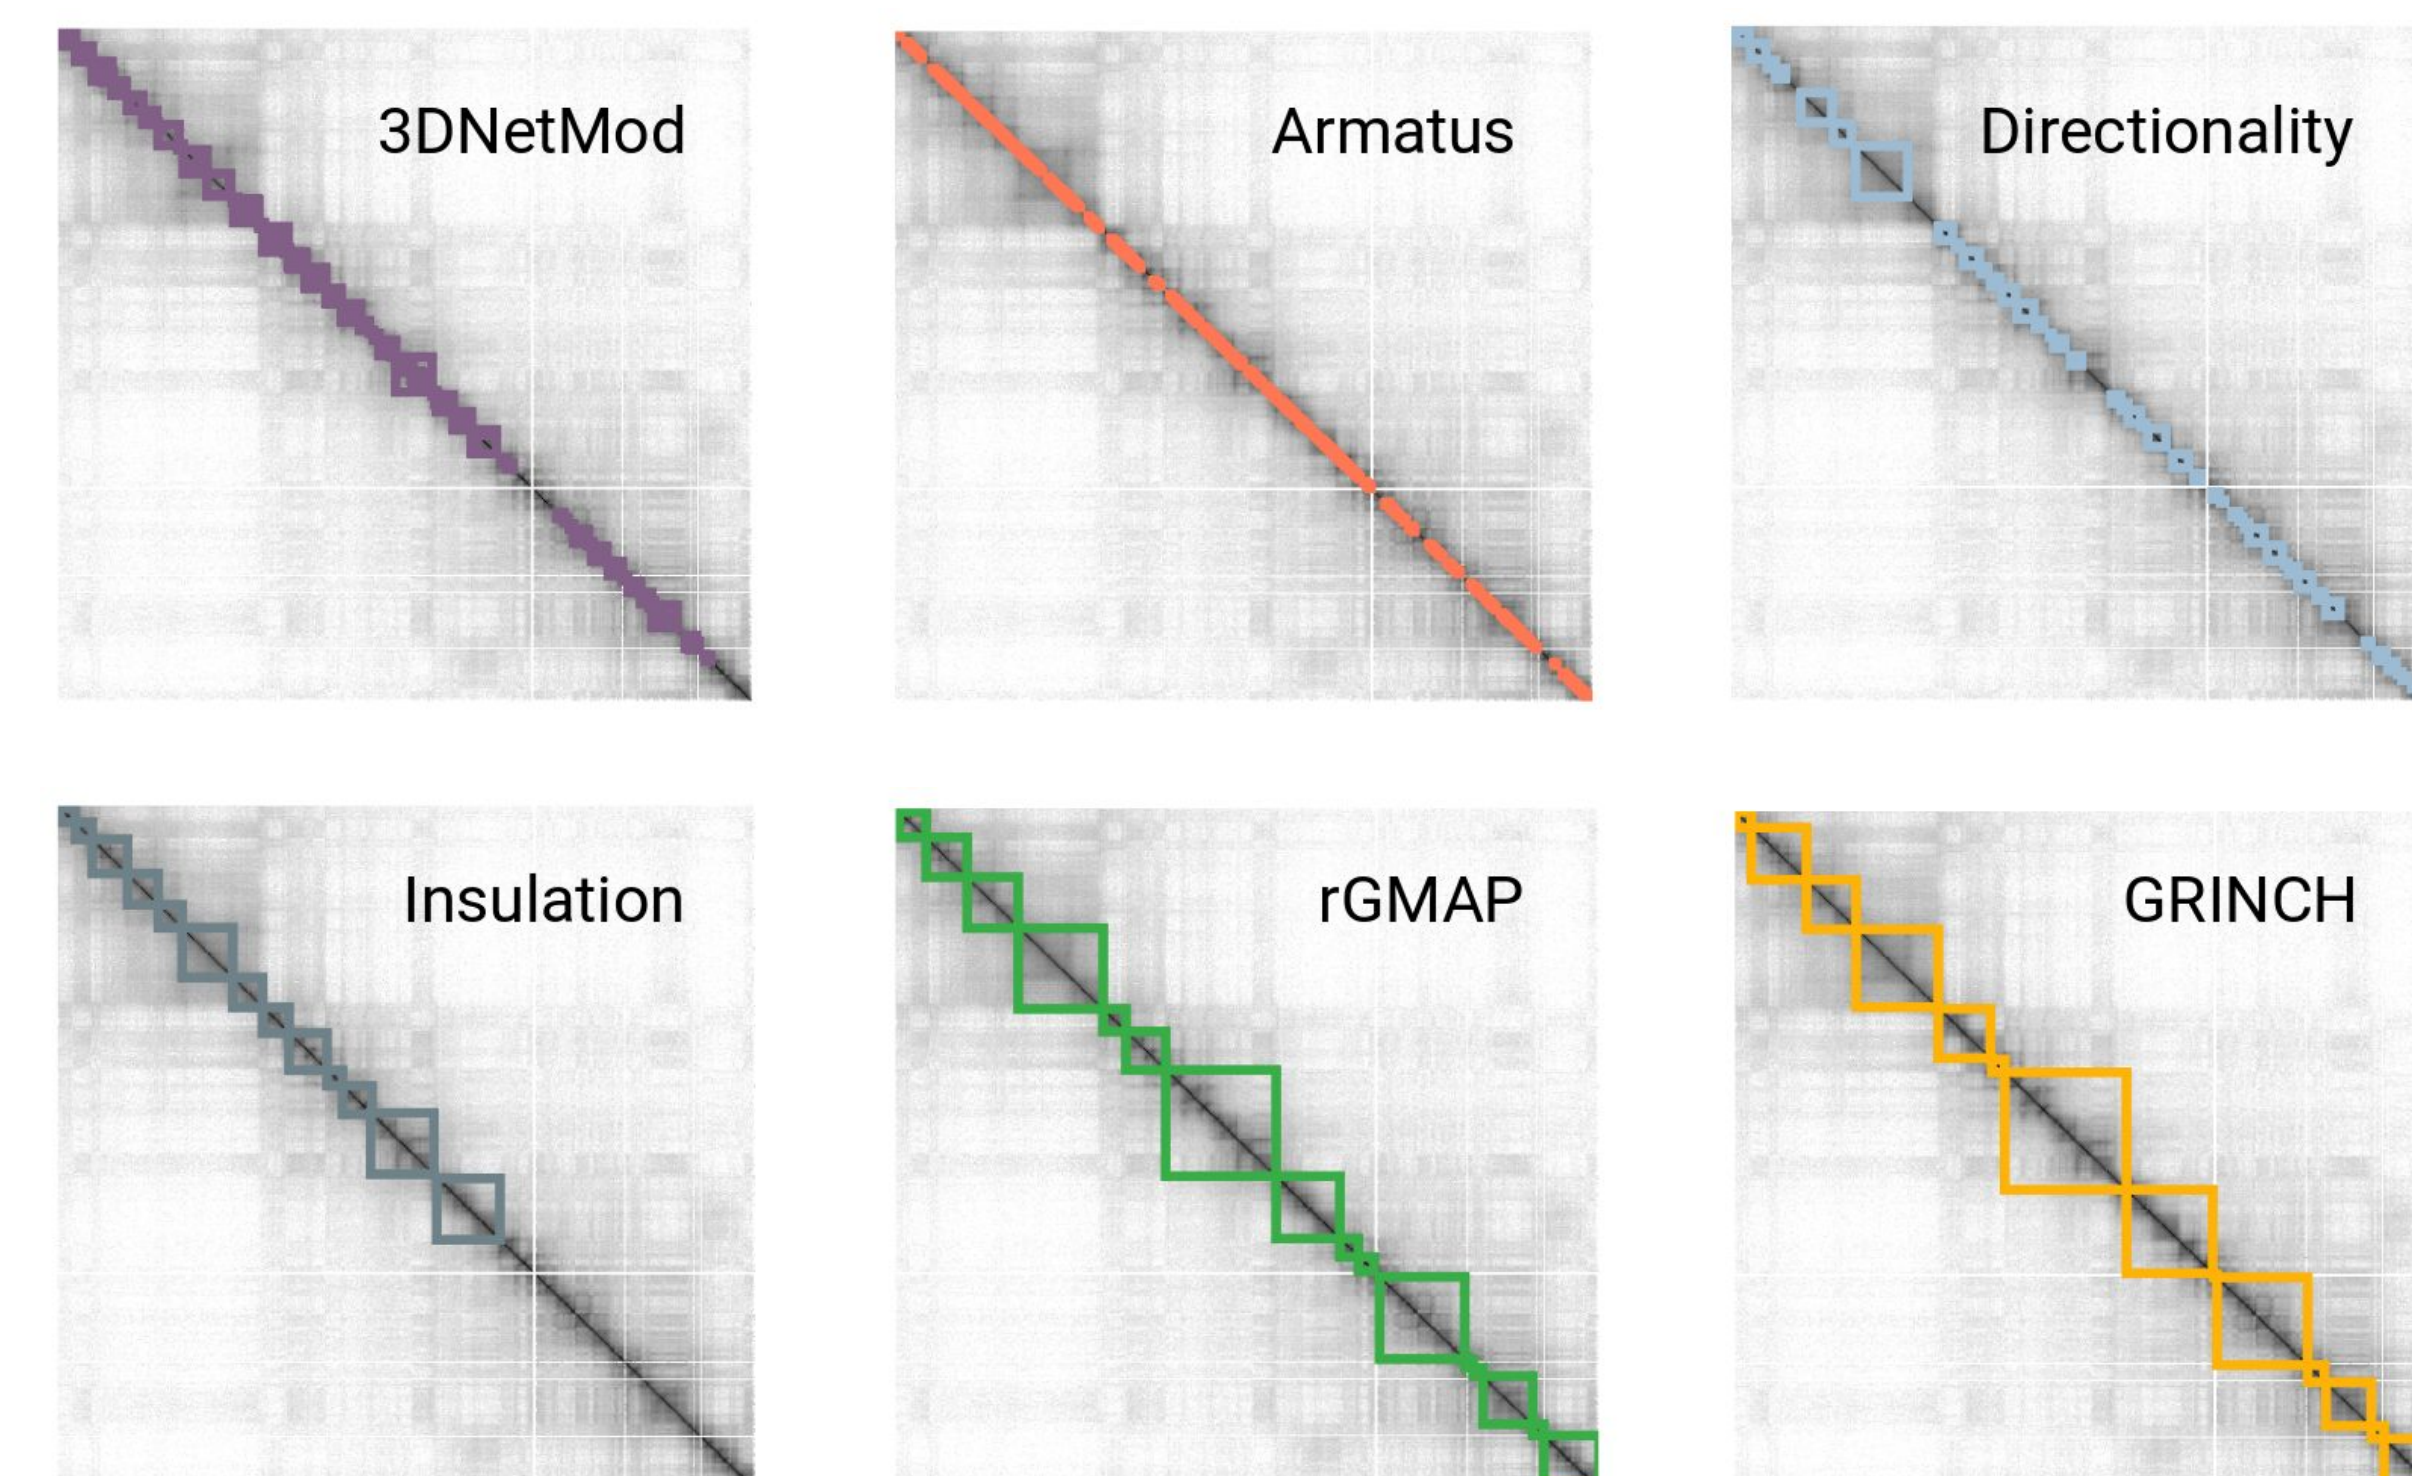 3DNetMod
Armatus
Directionality
Insulation
rGMAP
GRINCH